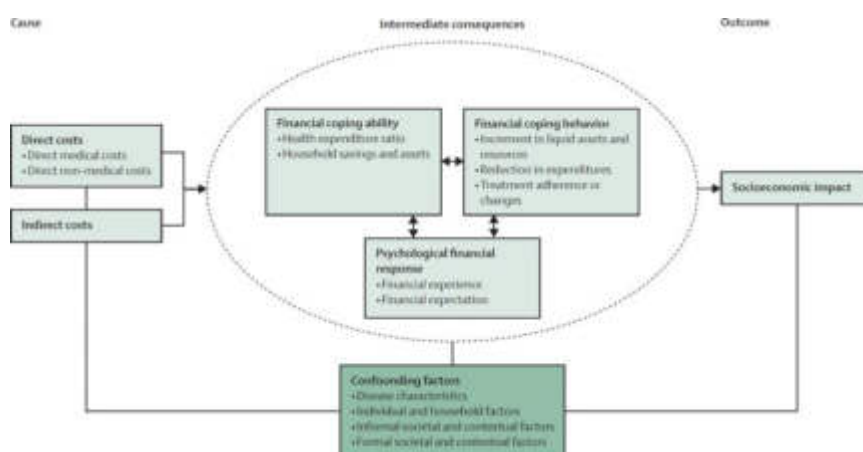 Cause
Intermediate consequences
Outcome
Direct costs
•Direct medical costs
•Direct non-medical costs
Indirect costs
Financial coping ability
•Health expenditure ratio
•Household savings and assets
Financial coping behavior
•Increment in liquid assets and
resources
•Reduction in expenditures
•Treatment adherence or
changes
Psychological financial
response
•Financial experience
•Financial expectation
Socioeconomic impact
Confounding factors
•Disease characteristics
•Individual and household factors
•Informal societal and contextual factors
•Formal societal and contextual factors